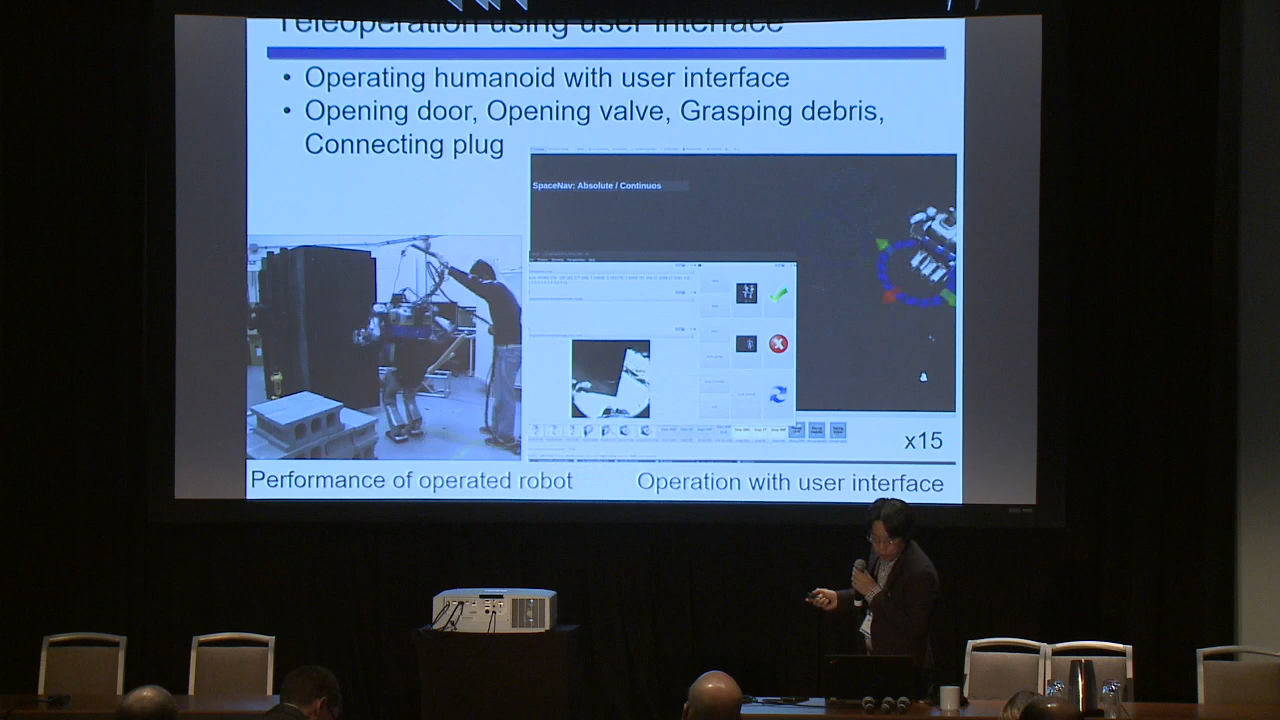 Teleoperation using user interface
• Operating humanoid with user interface
• Opening door, Opening valve, Grasping debris,
Connecting plug
SpaceNav: Absolute / Continuos
x15
Performance of operated robot
Operation with user interface